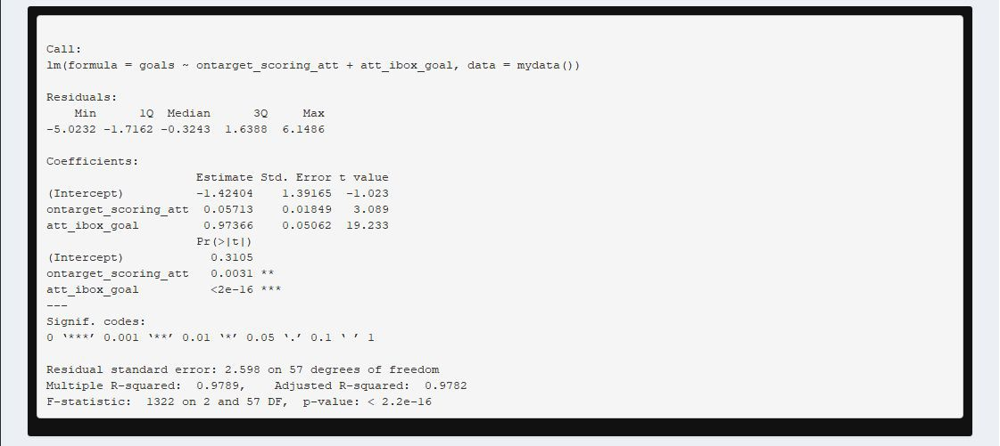 Call:
lm(formula = goals ~ ontarget_scoring_att + att_ibox_goal, data = mydata())
Residuals:
Min 1Q Median 3Q Max
-5.0232 -1.7162 -0.3243 1.6388 6.1486
Coefficients:
Estimate Std. Error t value
(Intercept) -1.42404 1.39165 -1.023
ontarget_scoring_att 0.05713 0.01849 3.089
att_ibox_goal 0.97366 0.05062 19.233
Pr(>|t|)
(Intercept) 0.3105
ontarget_scoring_att 0.0031 **
att_ibox_goal <2e-16 ***
---
Signif. codes:
0 ‘***’ 0.001 ‘**’ 0.01 ‘*’ 0.05 ‘.’ 0.1 ‘ ’ 1
Residual standard error: 2.598 on 57 degrees of freedom
Multiple R-squared: 0.9789, Adjusted R-squared: 0.9782
F-statistic: 1322 on 2 and 57 DF, p-value: < 2.2e-16